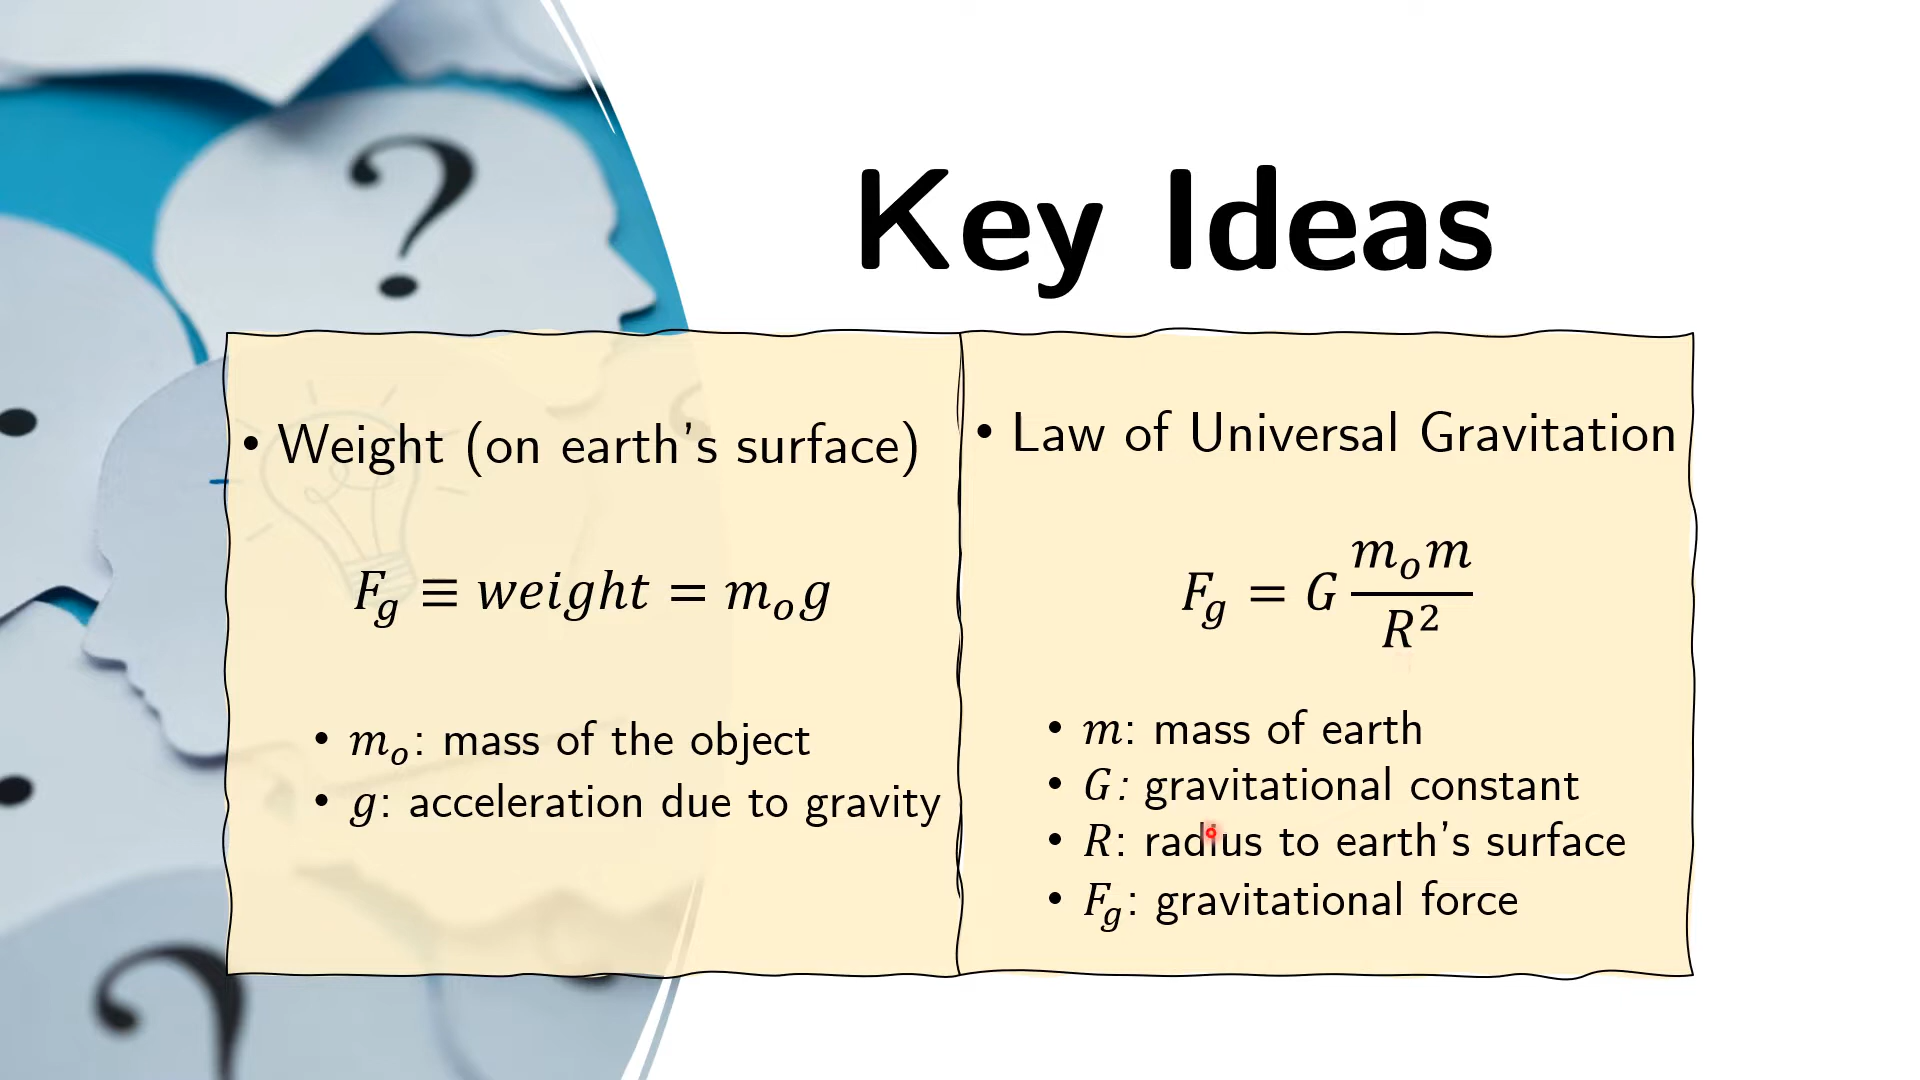 Key Ideas
• Weight (on earth's surface)
F_g ≡ weight = m_o g
• m_o: mass of the object
• g: acceleration due to gravity
• Law of Universal Gravitation
F_g = G \frac{m_o m}{R^2}
• m: mass of earth
• G: gravitational constant
• R: radius to earth's surface
• F_g: gravitational force
?
?